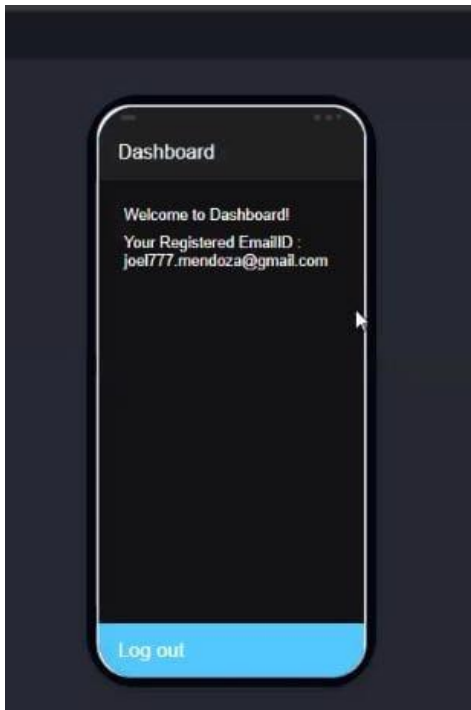 Dashboard
Welcome to Dashboard!
Your Registered EmailID :
joel777.mendoza@gmail.com
Log out